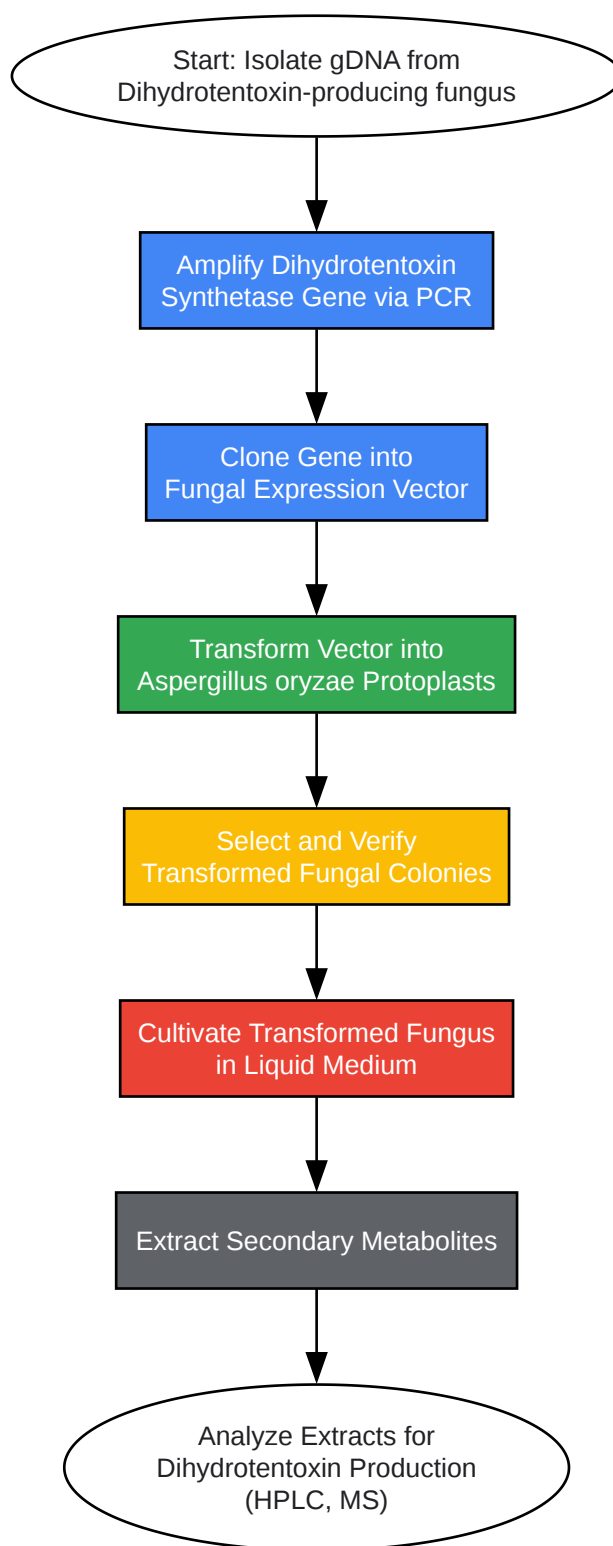 Start: Isolate gDNA from
Dihydrotentoxin-producing fungus
Amplify Dihydrotentoxin
Synthetase Gene via PCR
Clone Gene into
Fungal Expression Vector
Transform Vector into
Aspergillus oryzae Protoplasts
Select and Verify
Transformed Fungal Colonies
Cultivate Transformed Fungus
in Liquid Medium
Extract Secondary Metabolites
Analyze Extracts for
Dihydrotentoxin Production
(HPLC, MS)